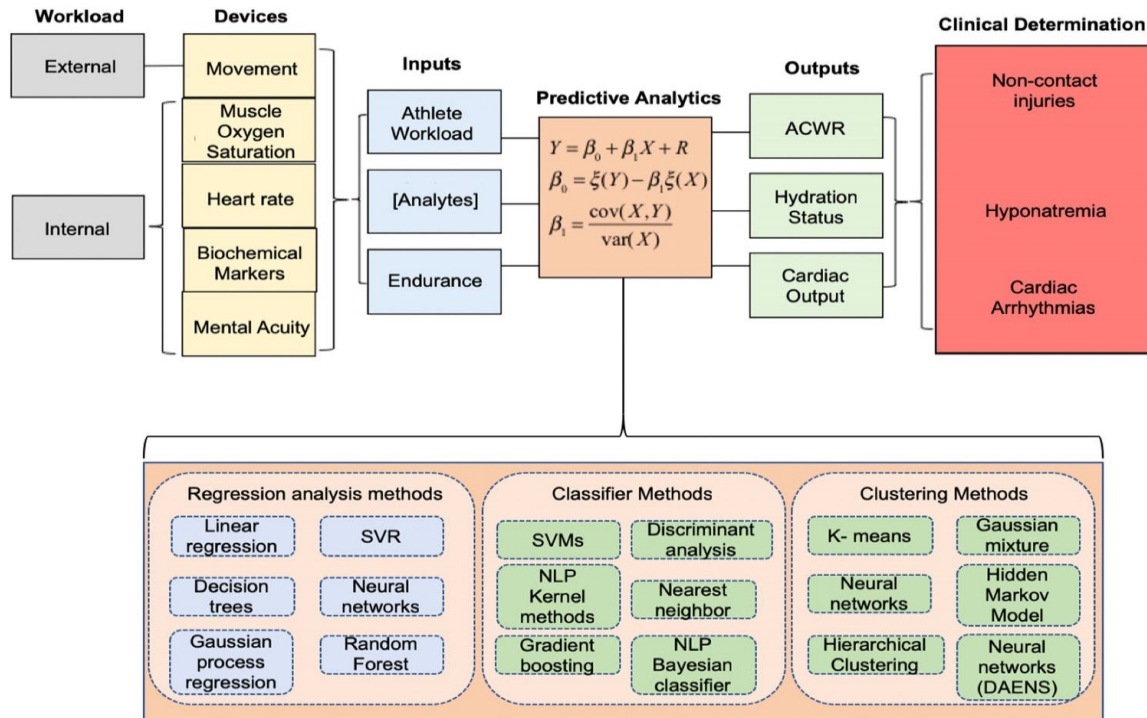 Workload
External
Internal
Devices
Movement
Muscle
Oxygen
Saturation
Heart rate
Biochemical
Markers
Mental Acuity
Inputs
Athlete
Workload
[Analytes]
Endurance
Predictive Analytics
Y = β₀ + β₁X + R
β₀ = ξ(Y) − β₁ξ(X)
β₁ = cov(X,Y) / var(X)
Outputs
ACWR
Hydration
Status
Cardiac
Output
Clinical Determination
Non-contact
injuries
Hyponatremia
Cardiac
Arrhythmias
Regression analysis methods
Linear
regression
SVR
Decision
trees
Neural
networks
Gaussian
process
regression
Random
Forest
Classifier Methods
SVMs
Discriminant
analysis
NLP
Kernel
methods
Nearest
neighbor
Gradient
boosting
NLP
Bayesian
classifier
Clustering Methods
K- means
Gaussian
mixture
Neural
networks
Hidden
Markov
Model
Hierarchical
Clustering
Neural
networks
(DAENS)